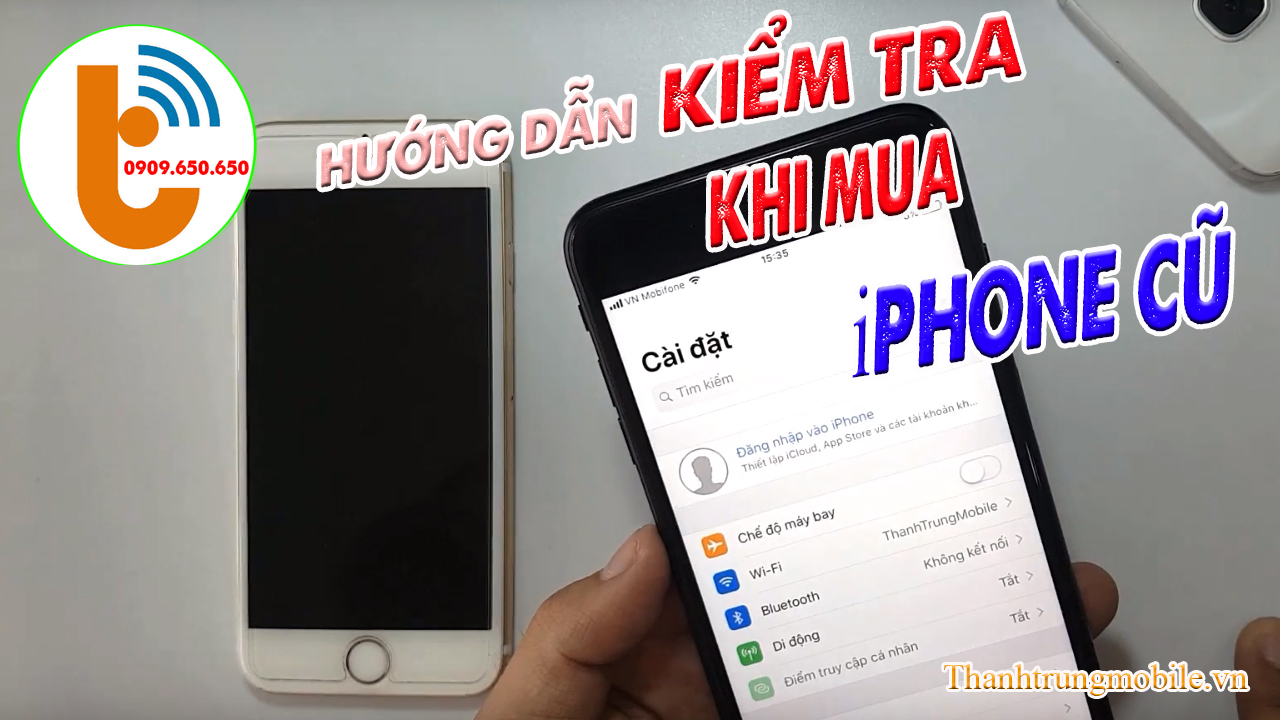 0909.650.650
HƯỚNG DẪN KIỂM TRA
KHI MUA
iPHONE CŨ
VN Mobifone
15:35
Cài đặt
Tìm kiếm
Đăng nhập vào iPhone
Thiết lập iCloud, App Store và các tài khoản kh...
Chế độ máy bay
Wi-Fi
ThanhTrungMobile
Bluetooth
Không kết nối
Di động
Tắt
Điểm truy cập cá nhân
Tắt
Thanhtrungmobile.vn